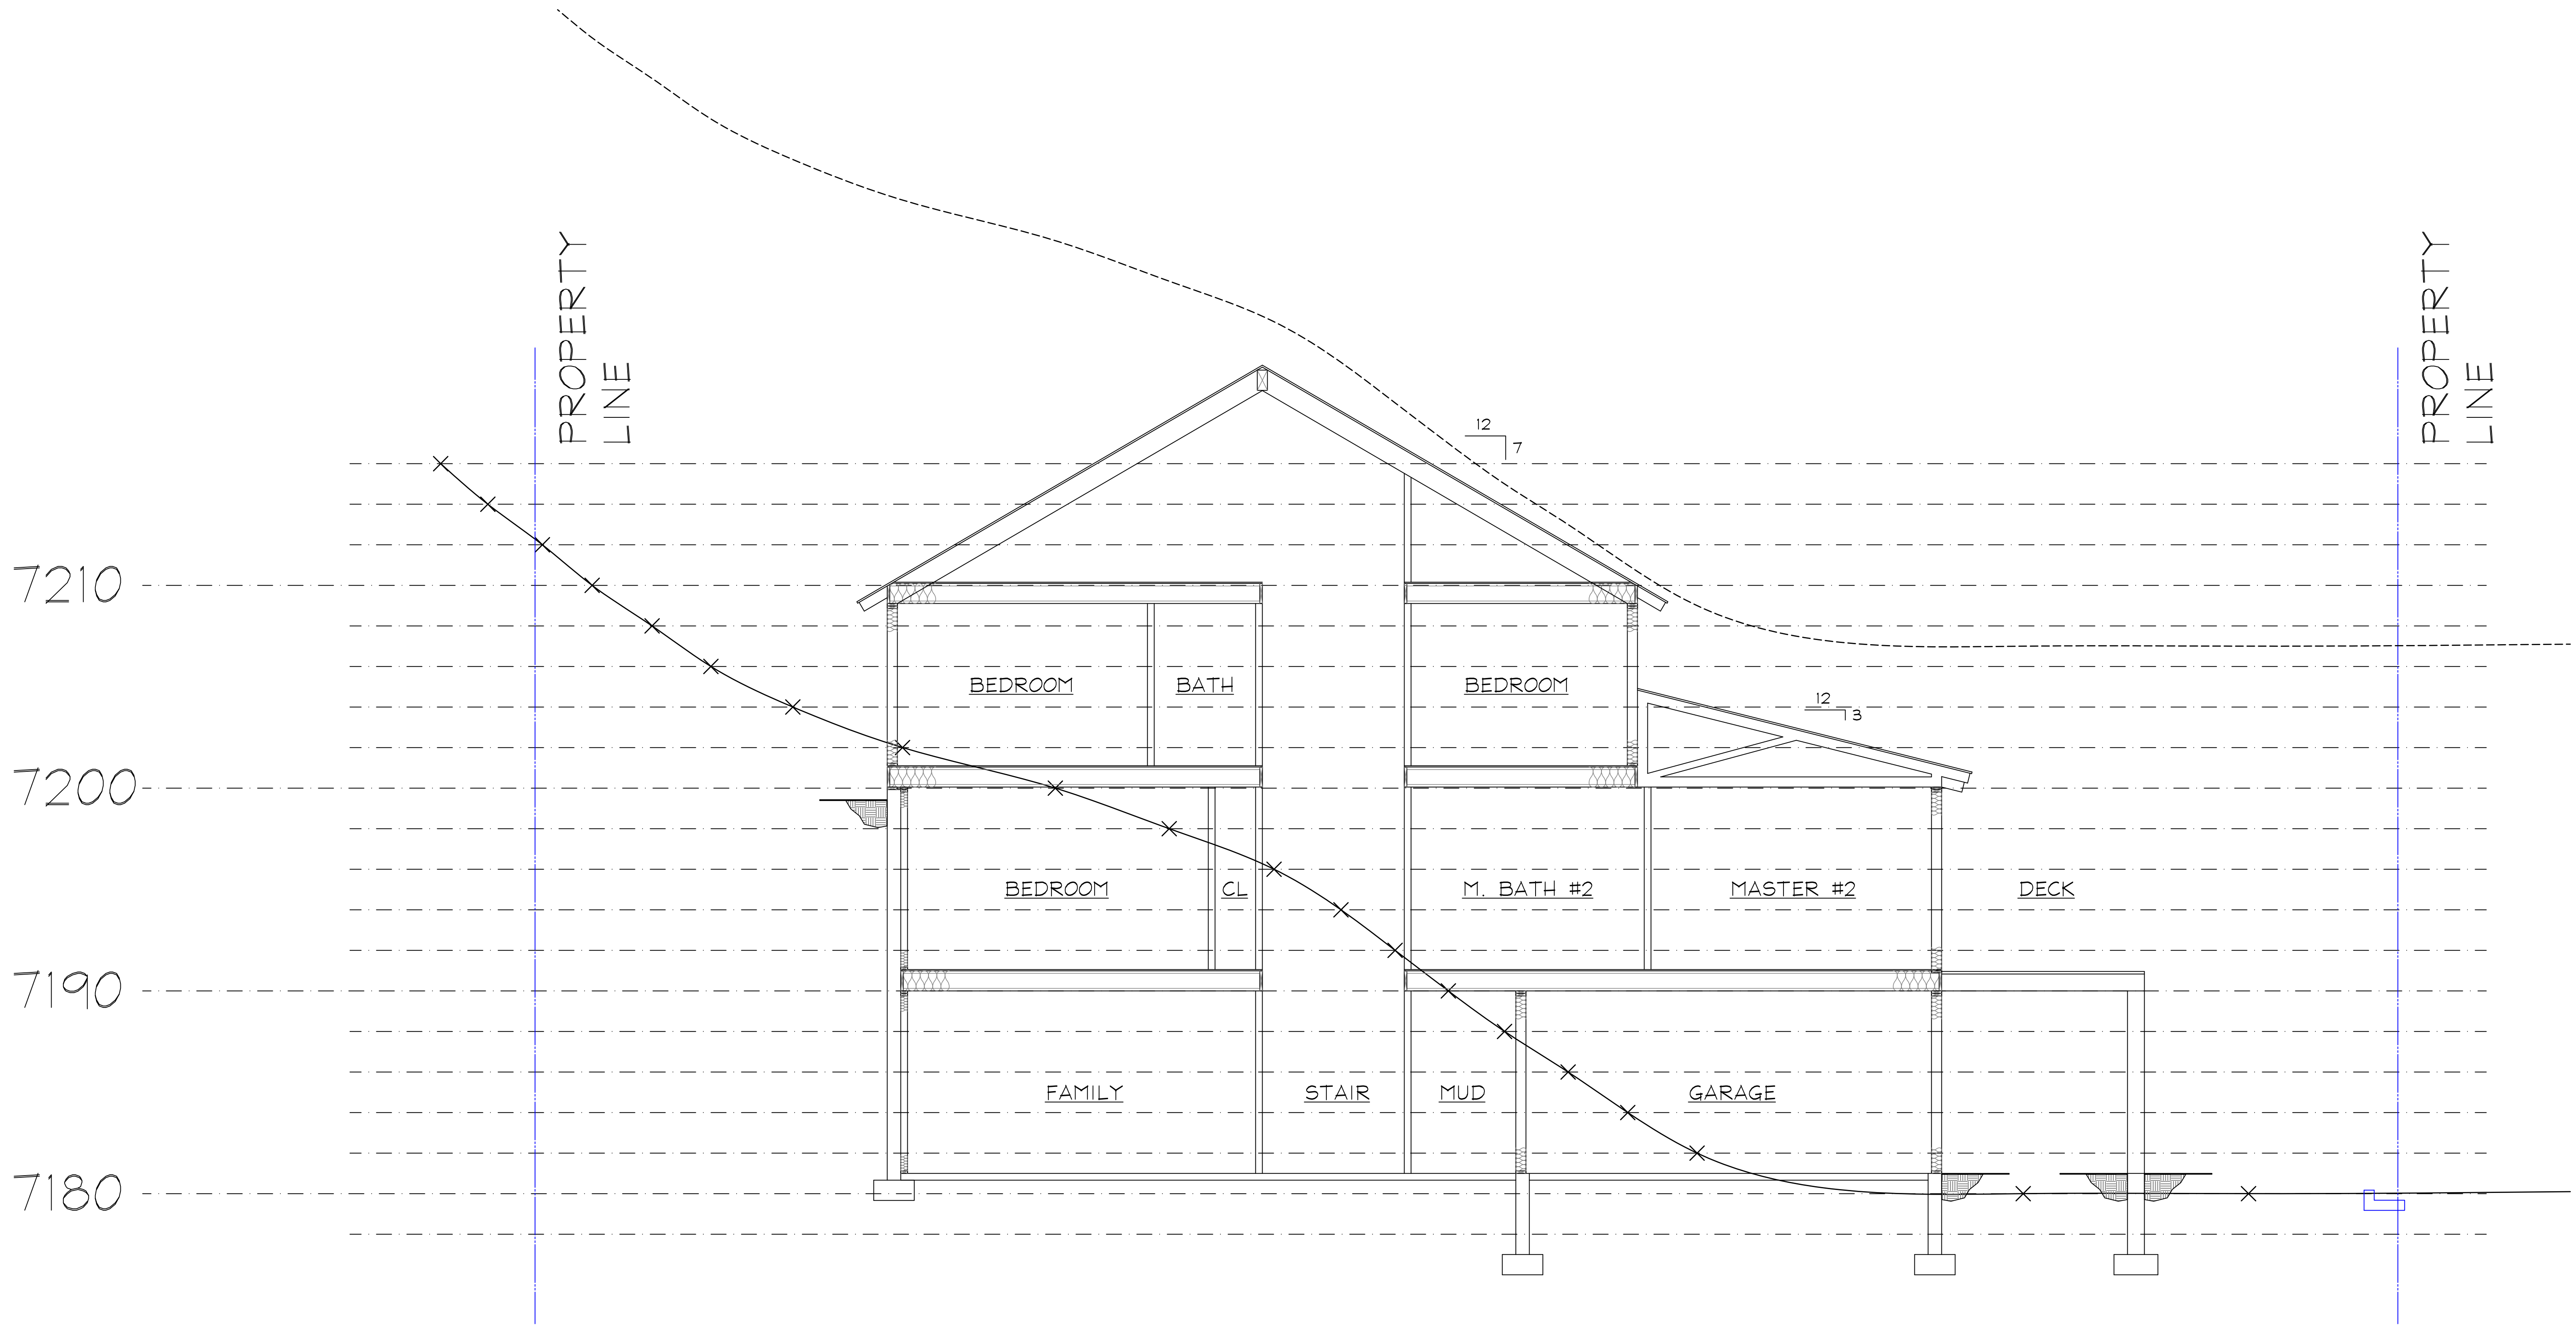 PROPERTY
LINE
PROPERTY
LINE
12
7
7210
BEDROOM
BATH
BEDROOM
12
3
7200
BEDROOM
CL
M. BATH #2
MASTER #2
DECK
7190
FAMILY
STAIR
MUD
GARAGE
7180